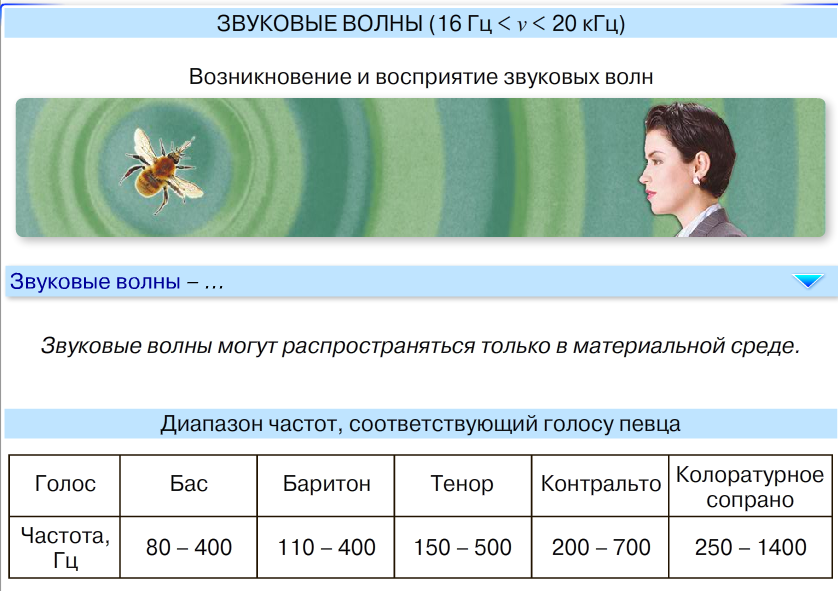 ЗВУКОВЫЕ ВОЛНЫ (16 Гц < ν < 20 кГц)
Возникновение и восприятие звуковых волн
Звуковые волны – ...
Звуковые волны могут распространяться только в материальной среде.
Диапазон частот, соответствующий голосу певца
Голос Бас Баритон Тенор Контральто Колоратурное
сопрано
Частота,
Гц 80 – 400 110 – 400 150 – 500 200 – 700 250 – 1400